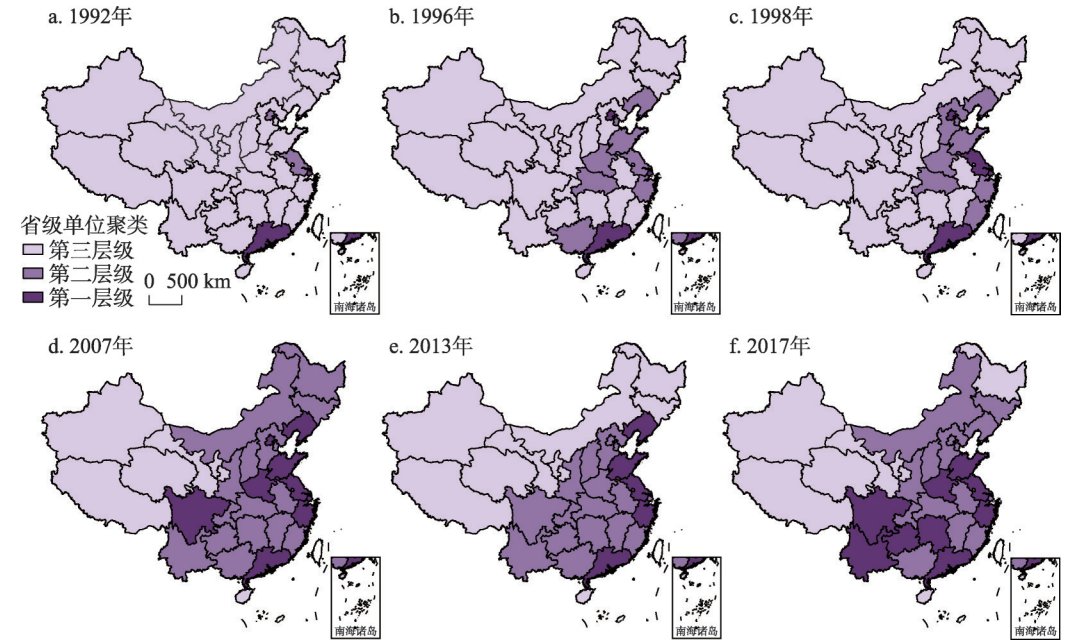 a. 1992年
b. 1996年
c. 1998年
省级单位聚类
第三层级
第二层级
第一层级
0 500 km
南海诸岛
南海诸岛
南海诸岛
d. 2007年
e. 2013年
f. 2017年
南海诸岛
南海诸岛
南海诸岛